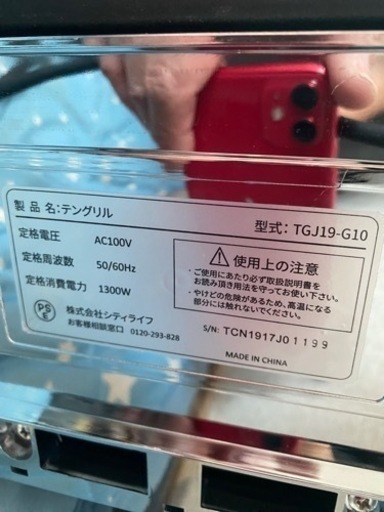 製品名：テングリル
型式：TGJ19-G10
定格電圧 AC100V
定格周波数 50/60Hz
定格消費電力 1300W
使用上の注意
・ご使用にあたり必ず取扱説明書を
お読み頂き用法を守ってお使い下さい。
・やけどの危険があるため、高温になる
部分には触れないでください。
PS
E
株式会社シティライフ
お客様相談窓口 0120-293-828
S/N: TCN1917J01199
MADE IN CHINA